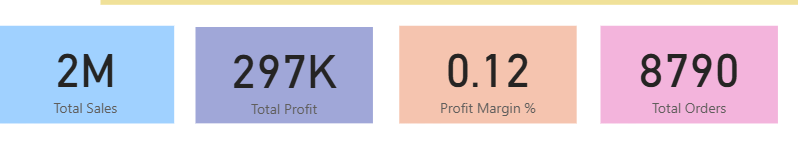 2M
Total Sales
297K
Total Profit
0.12
Profit Margin %
8790
Total Orders